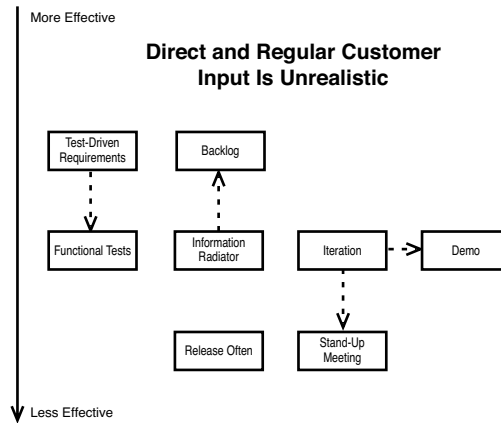 More Effective
Direct and Regular Customer
Input Is Unrealistic
Test-Driven
Requirements
Backlog
Functional Tests
Information
Radiator
Iteration
Demo
Release Often
Stand-Up
Meeting
Less Effective